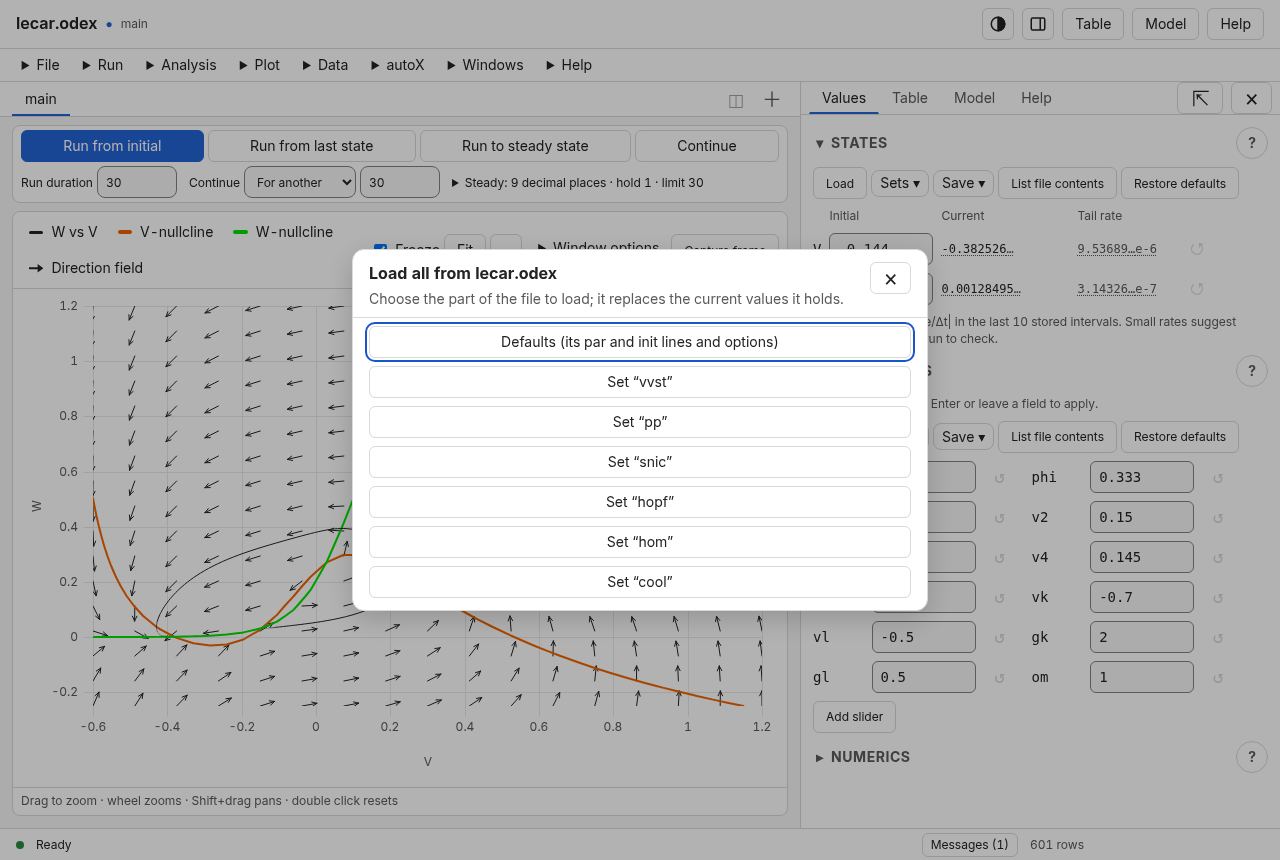 lecar.odex ● main
Table Model Help
File Run Analysis Plot Data autoX Windows Help
main
Values Table Model Help
Run from initial Run from last state Run to steady state Continue
Run duration 30 Continue For another 30 Steady: 9 decimal places · hold 1 · limit 30
STATES ?
Load Sets ▾ Save ▾ List file contents Restore defaults
Initial Current Tail rate
-0.382526… 9.53689…e-6
0.00128495… 3.14326…e-7
e/Δt| in the last 10 stored intervals. Small rates suggest
un to check.
W vs V V-nullcline W-nullcline
Direction field
Freeze Fit Window options
Load all from lecar.odex
Choose the part of the file to load; it replaces the current values it holds.
Defaults (its par and init lines and options)
Set “vvst”
Set “pp”
Set “snic”
Set “hopf”
Set “hom”
Set “cool”
?
Enter or leave a field to apply.
Save ▾ List file contents Restore defaults
phi 0.333
v2 0.15
v4 0.145
vk -0.7
vl -0.5 gk 2
gl 0.5 om 1
Add slider
NUMERICS ?
1.2
1
0.8
0.6
0.4
0.2
0
-0.2
W
-0.6 -0.4 -0.2 0 0.2 0.4 0.6 0.8 1 1.2
V
Drag to zoom · wheel zooms · Shift+drag pans · double click resets
Ready Messages (1) 601 rows